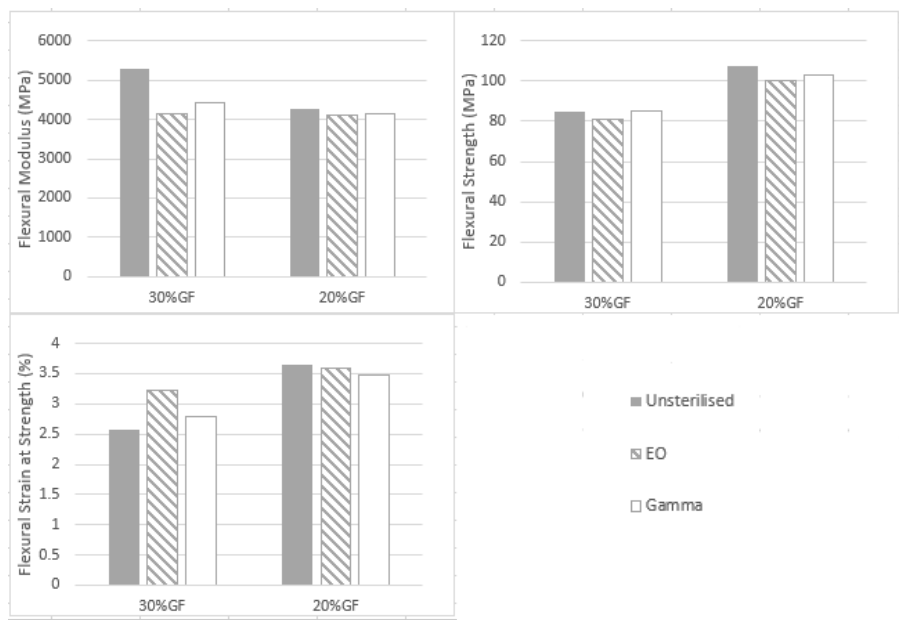 Flexural Modulus (MPa)
6000
5000
4000
3000
2000
1000
0
30%GF
20%GF
Flexural Strength (MPa)
120
100
80
60
40
20
0
30%GF
20%GF
Flexural Strain at Strength (%)
4
3.5
3
2.5
2
1.5
1
0.5
0
30%GF
20%GF
Unsterilised
EO
Gamma